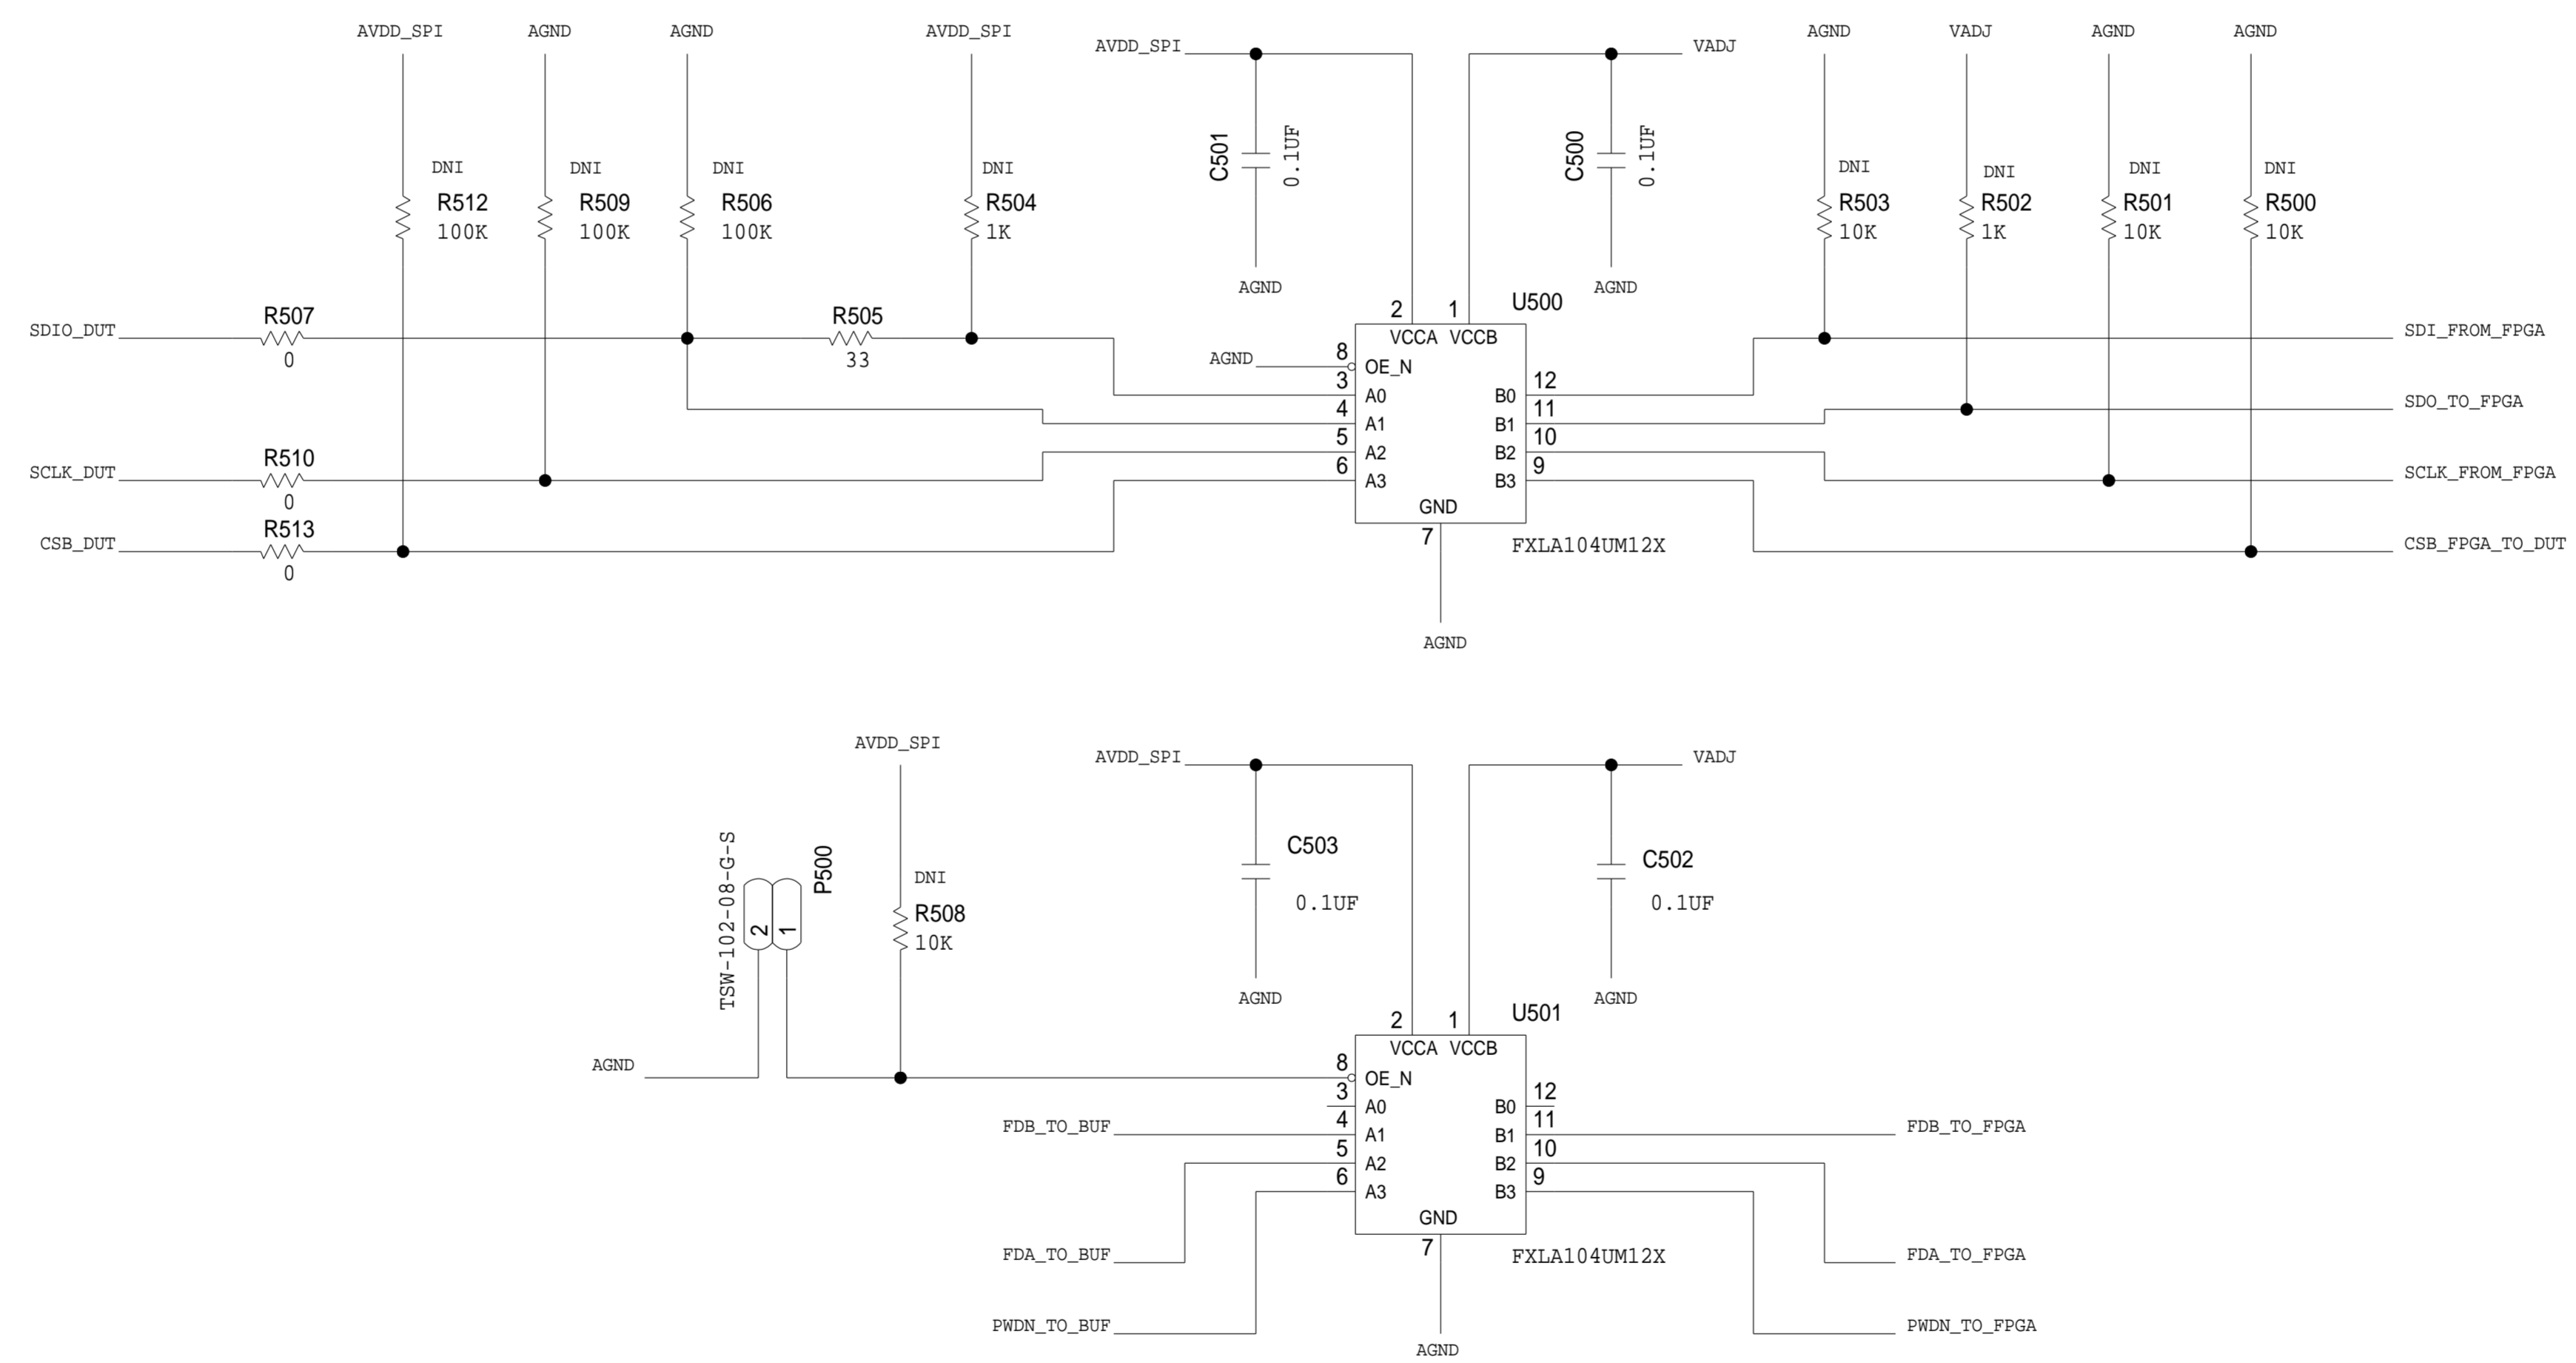 AVDD_SPI
AGND
AGND
AVDD_SPI
AVDD_SPI
VADJ
AGND
VADJ
AGND
AGND
DNI
R512
100K
DNI
R509
100K
DNI
R506
100K
DNI
R504
1K
C501
0.1UF
AGND
C500
0.1UF
AGND
DNI
R503
10K
DNI
R502
1K
DNI
R501
10K
DNI
R500
10K
SDIO_DUT
R507
0
R505
33
SCLK_DUT
R510
0
CSB_DUT
R513
0
2
1
U500
VCCA
VCCB
AGND
8
OE_N
3
A0
4
A1
5
A2
6
A3
B0
12
B1
11
B2
10
B3
9
GND
7
FXLA104UM12X
AGND
SDI_FROM_FPGA
SDO_TO_FPGA
SCLK_FROM_FPGA
CSB_FPGA_TO_DUT
AVDD_SPI
AVDD_SPI
VADJ
TSW-102-08-G-S
2
1
P500
DNI
R508
10K
C503
0.1UF
AGND
C502
0.1UF
AGND
AGND
2
1
U501
VCCA
VCCB
8
OE_N
3
A0
4
A1
5
A2
6
A3
B0
12
B1
11
B2
10
B3
9
GND
7
FXLA104UM12X
AGND
FDB_TO_BUF
FDA_TO_BUF
PWDN_TO_BUF
FDB_TO_FPGA
FDA_TO_FPGA
PWDN_TO_FPGA